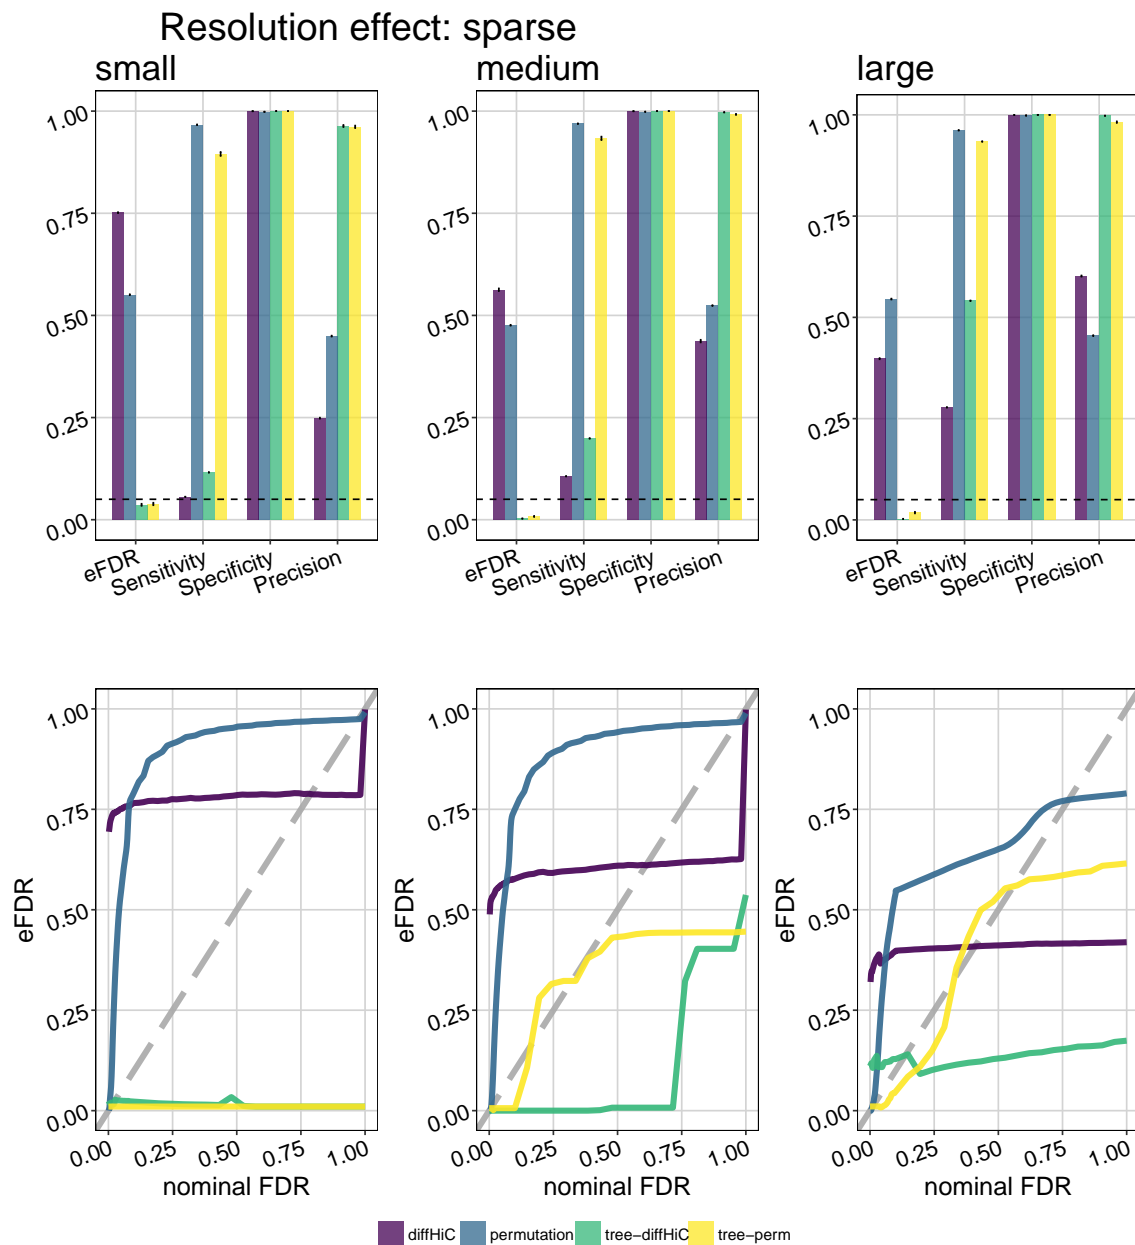 Resolution effect: sparse
small medium large
1.00 1.00 1.00
0.75 0.75 0.75
0.50 0.50 0.50
0.25 0.25 0.25
0.00 0.00 0.00
eFDR Sensitivity Specificity Precision eFDR Sensitivity Specificity Precision eFDR Sensitivity Specificity Precision
1.00 1.00 1.00
0.75 0.75 0.75
0.50 0.50 0.50
0.25 0.25 0.25
0.00 0.00 0.00
eFDR eFDR eFDR
0.00 0.25 0.50 0.75 1.00 0.00 0.25 0.50 0.75 1.00 0.00 0.25 0.50 0.75 1.00
nominal FDR nominal FDR nominal FDR
diffHiC permutation tree−diffHiC tree−perm